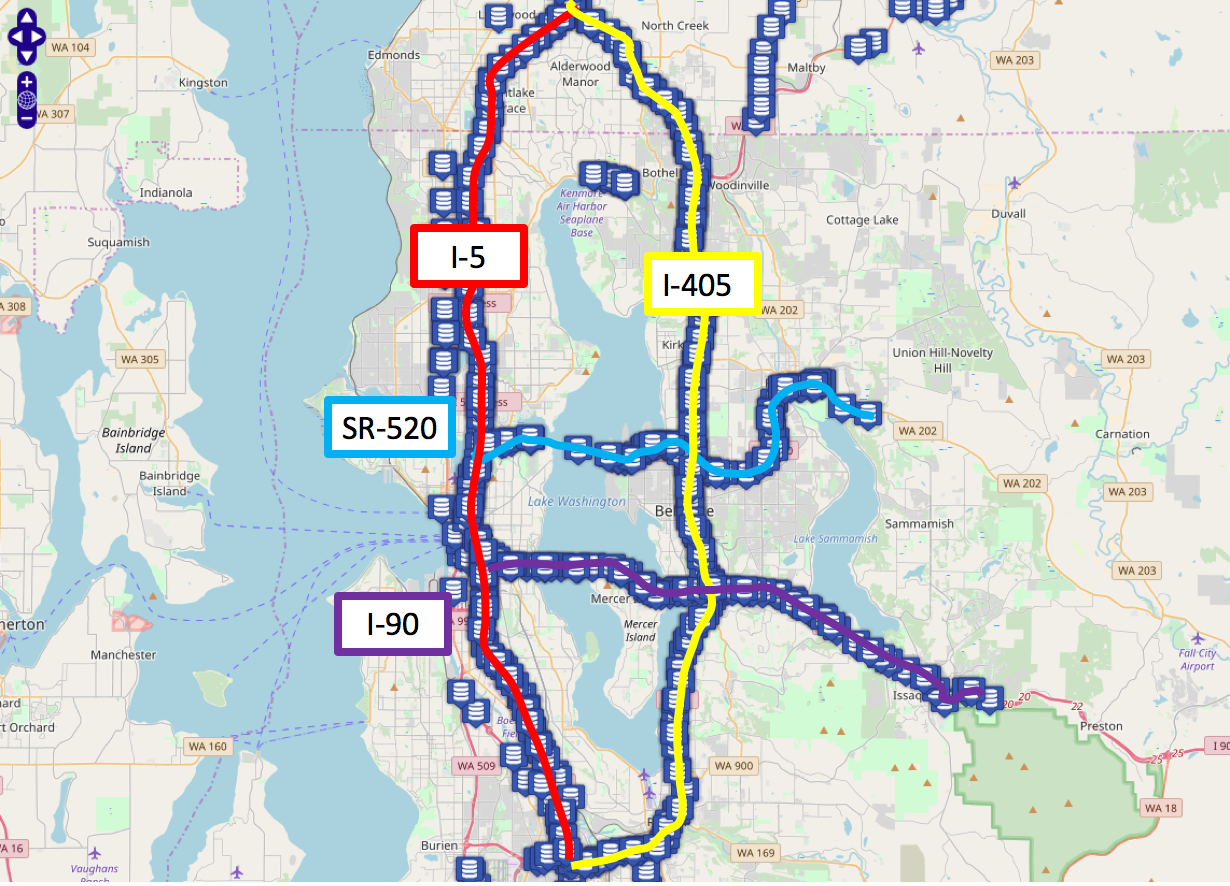 WA 104
Edmonds
North Creek
Alderwood
Manor
Maltby
WA 203
Kingston
WA 307
Indianola
Kenmore
Air Harbor
Seaplane
Base
Woodinville
Cottage Lake
Duvall
Suquamish
I-5
I-405
WA 202
WA 305
Union Hill-Novelty
Hill
WA 203
SR-520
Bainbridge
Island
WA 202
Carnation
Bainbridge
Island
Lake Washington
WA 202
WA 203
Lake Sammamish
Sammamish
WA 203
I-90
Mercer
Island
Manchester
Fall City
Airport
20
20
22
Preston
25
25
I 90
WA 160
WA 509
WA 900
WA 18
Burien
WA 169
WA 16
Vaughans